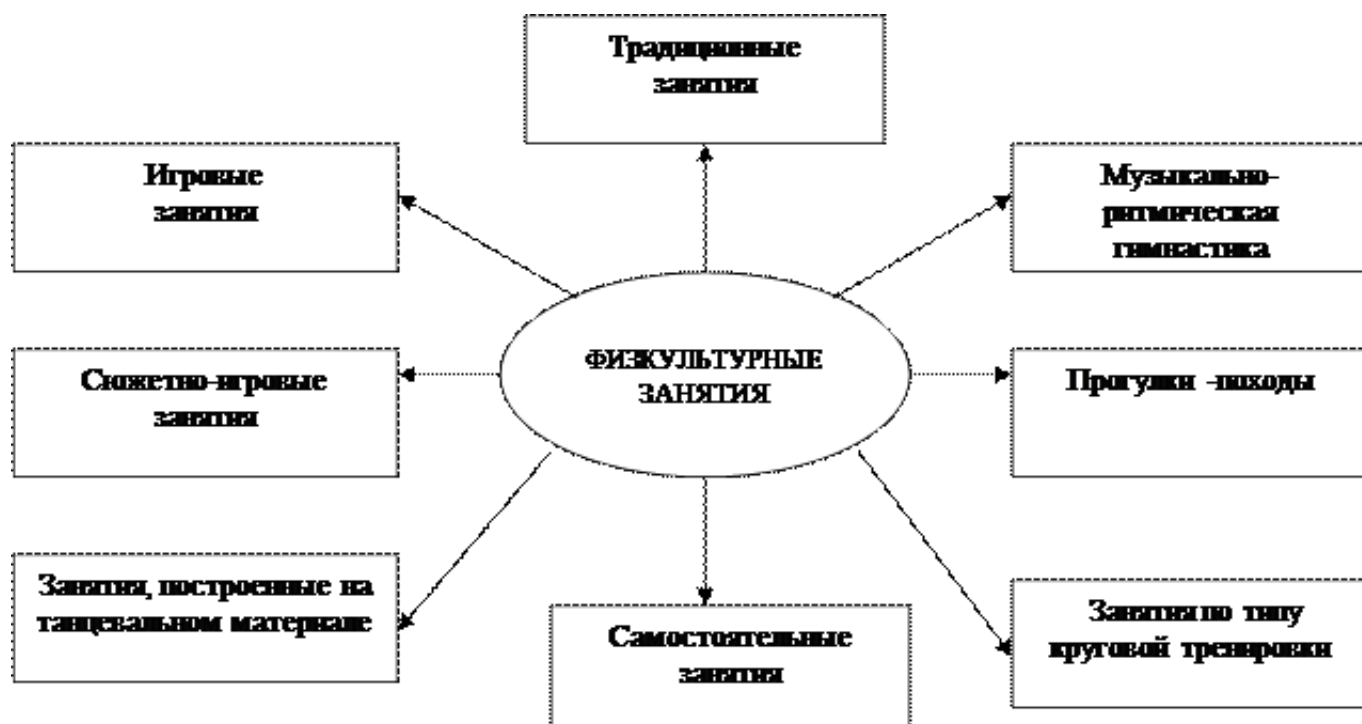 Традиционные
занятия
Игровые
занятия
Музыкально-
ритмическая
гимнастика
ФИЗКУЛЬТУРНЫЕ
ЗАНЯТИЯ
Сюжетно-игровые
занятия
Прогулки -походы
Занятия, построенные на
танцевальном материале
Самостоятельные
занятия
Занятия по типу
круговой тренировки